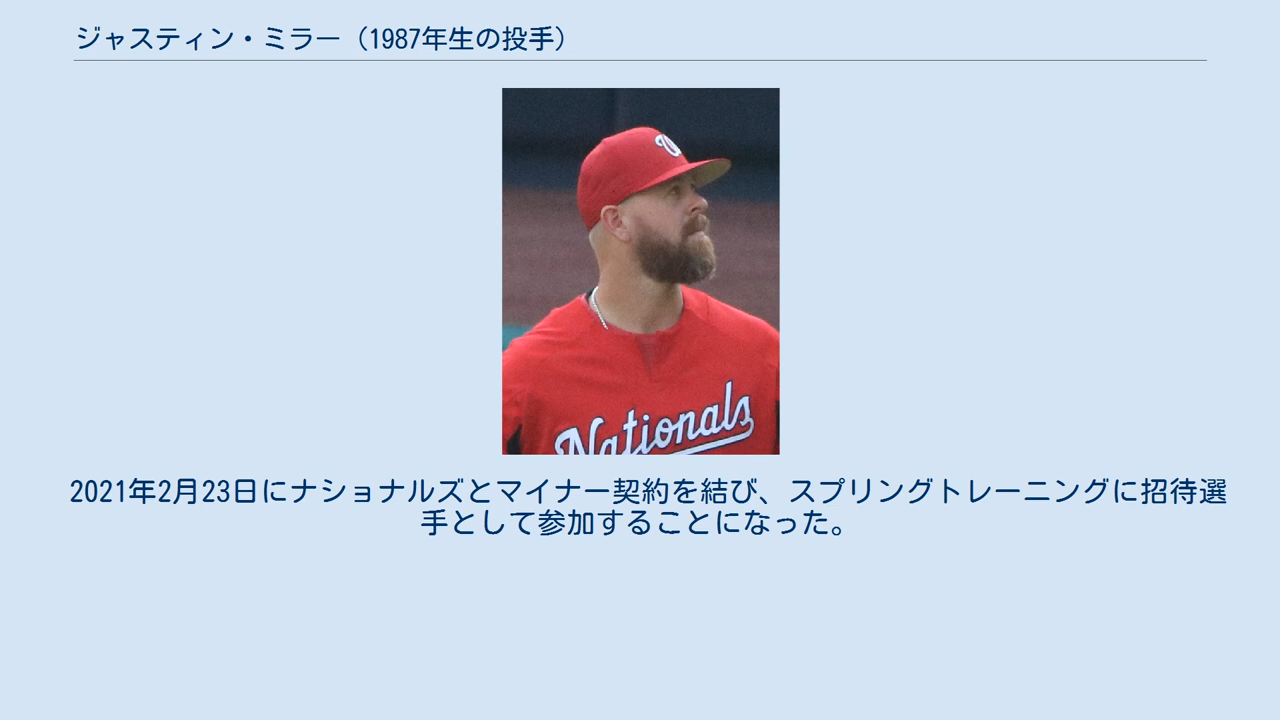 ジャスティン・ミラー（1987年生の投手）
W
Nationals
2021年2月23日にナショナルズとマイナー契約を結び、スプリングトレーニングに招待選
手として参加することになった。